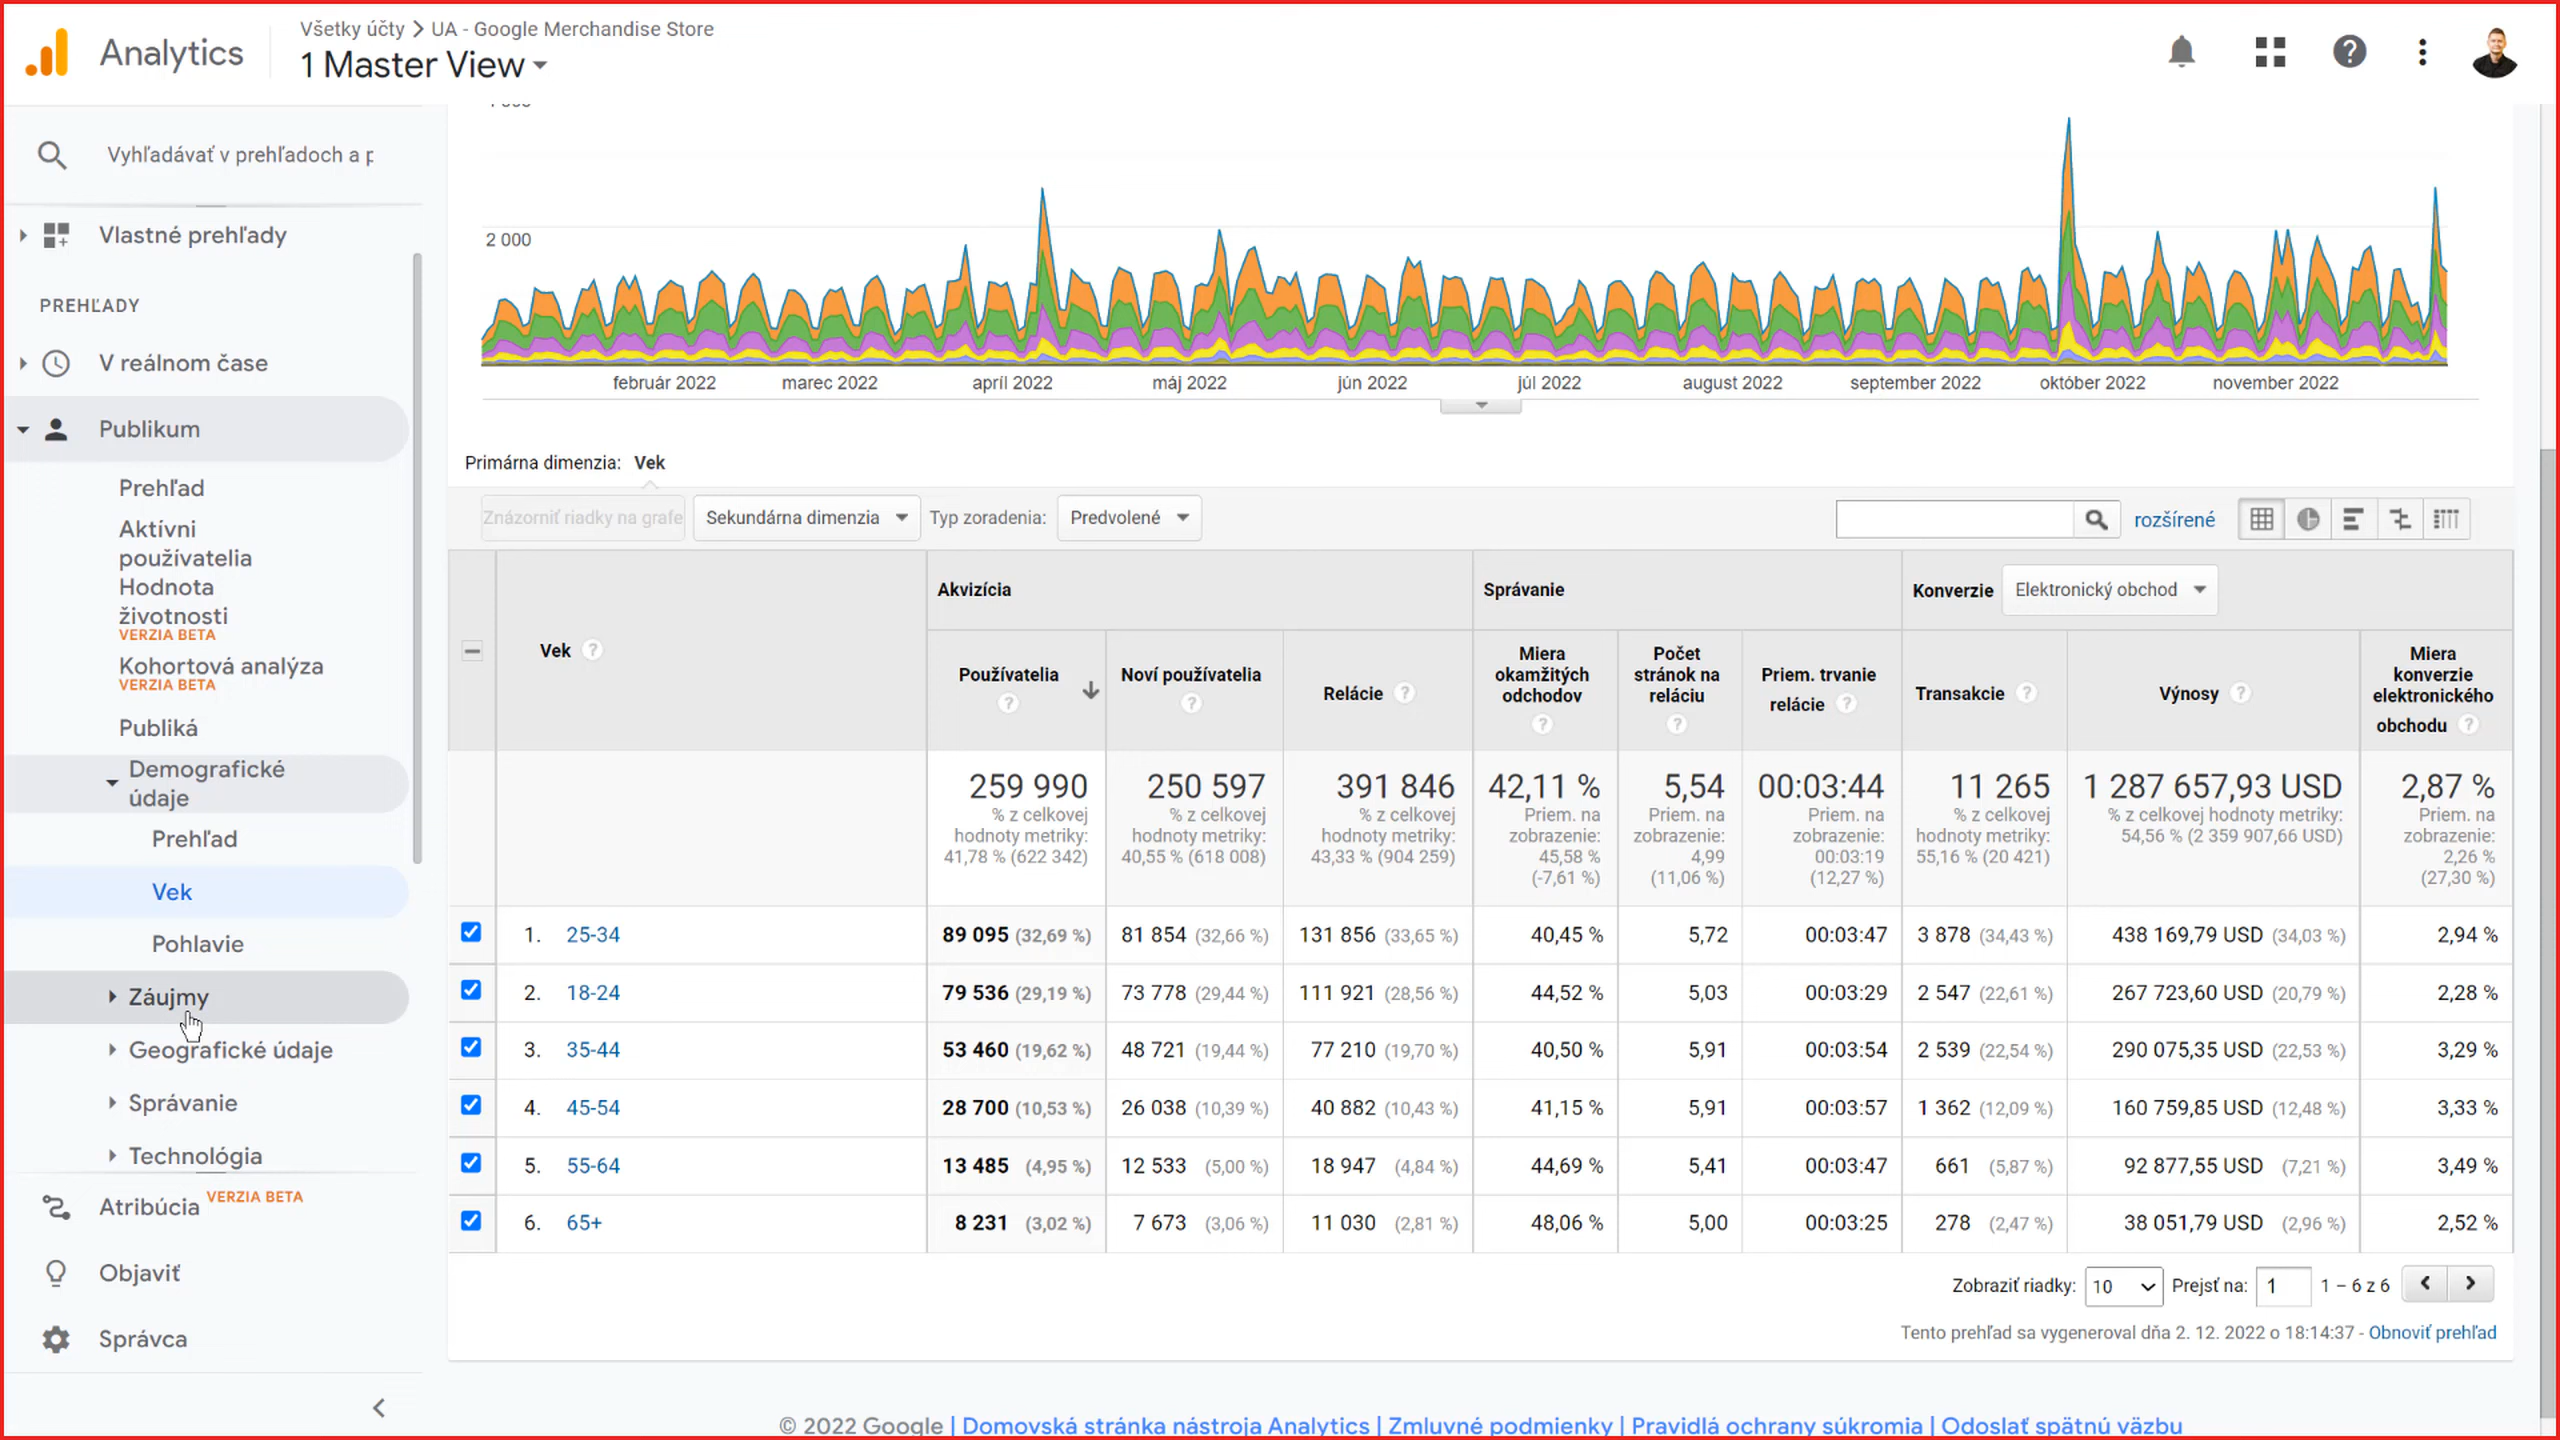 Analytics
Všetky účty > UA - Google Merchandise Store
1 Master View
Vyhľadávať v prehľadoch a p
Vlastné prehľady
PREHĽADY
V reálnom čase
Publikum
Prehľad
Aktívni
používatelia
Hodnota
životnosti
VERZIA BETA
Kohortová analýza
VERZIA BETA
Publiká
Demografické
údaje
Prehľad
Vek
Pohlavie
Záujmy
Geografické údaje
Správanie
Technológia
Atribúcia VERZIA BETA
Objaviť
Správca
2 000
február 2022 marec 2022 apríl 2022 máj 2022 jún 2022 júl 2022 august 2022 september 2022 október 2022 november 2022
Primárna dimenzia: Vek
Znázorniť riadky na grafe Sekundárna dimenzia Typ zoradenia: Predvolené rozšírené
Vek
Akvizícia Správanie Konverzie Elektronický obchod
Používatelia Noví používatelia Relácie Miera okamžitých odchodov Počet stránok na reláciu Priem. trvanie relácie Transakcie Výnosy Miera konverzie elektronického obchodu
259 990 250 597 391 846 42,11 % 5,54 00:03:44 11 265 1 287 657,93 USD 2,87 %
% z celkovej % z celkovej % z celkovej Priem. na Priem. na Priem. na % z celkovej % z celkovej hodnoty metriky: Priem. na
hodnoty metriky: hodnoty metriky: hodnoty metriky: zobrazenie: zobrazenie: zobrazenie: hodnoty metriky: 54,56 % (2 359 907,66 USD) zobrazenie:
41,78 % (622 342) 40,55 % (618 008) 43,33 % (904 259) 45,58 % 4,99 00:03:19 55,16 % (20 421) 2,26 %
(-7,61 %) (11,06 %) (12,27 %) (27,30 %)
1. 25-34 89 095 (32,69 %) 81 854 (32,66 %) 131 856 (33,65 %) 40,45 % 5,72 00:03:47 3 878 (34,43 %) 438 169,79 USD (34,03 %) 2,94 %
2. 18-24 79 536 (29,19 %) 73 778 (29,44 %) 111 921 (28,56 %) 44,52 % 5,03 00:03:29 2 547 (22,61 %) 267 723,60 USD (20,79 %) 2,28 %
3. 35-44 53 460 (19,62 %) 48 721 (19,44 %) 77 210 (19,70 %) 40,50 % 5,91 00:03:54 2 539 (22,54 %) 290 075,35 USD (22,53 %) 3,29 %
4. 45-54 28 700 (10,53 %) 26 038 (10,39 %) 40 882 (10,43 %) 41,15 % 5,91 00:03:57 1 362 (12,09 %) 160 759,85 USD (12,48 %) 3,33 %
5. 55-64 13 485 (4,95 %) 12 533 (5,00 %) 18 947 (4,84 %) 44,69 % 5,41 00:03:47 661 (5,87 %) 92 877,55 USD (7,21 %) 3,49 %
6. 65+ 8 231 (3,02 %) 7 673 (3,06 %) 11 030 (2,81 %) 48,06 % 5,00 00:03:25 278 (2,47 %) 38 051,79 USD (2,96 %) 2,52 %
Zobraziť riadky: 10 Prejsť na: 1 1 – 6 z 6
Tento prehľad sa vygeneroval dňa 2. 12. 2022 o 18:14:37 - Obnoviť prehľad
© 2022 Google | Domovská stránka nástroja Analytics | Zmluvné podmienky | Pravidlá ochrany súkromia | Odoslať spätnú väzbu